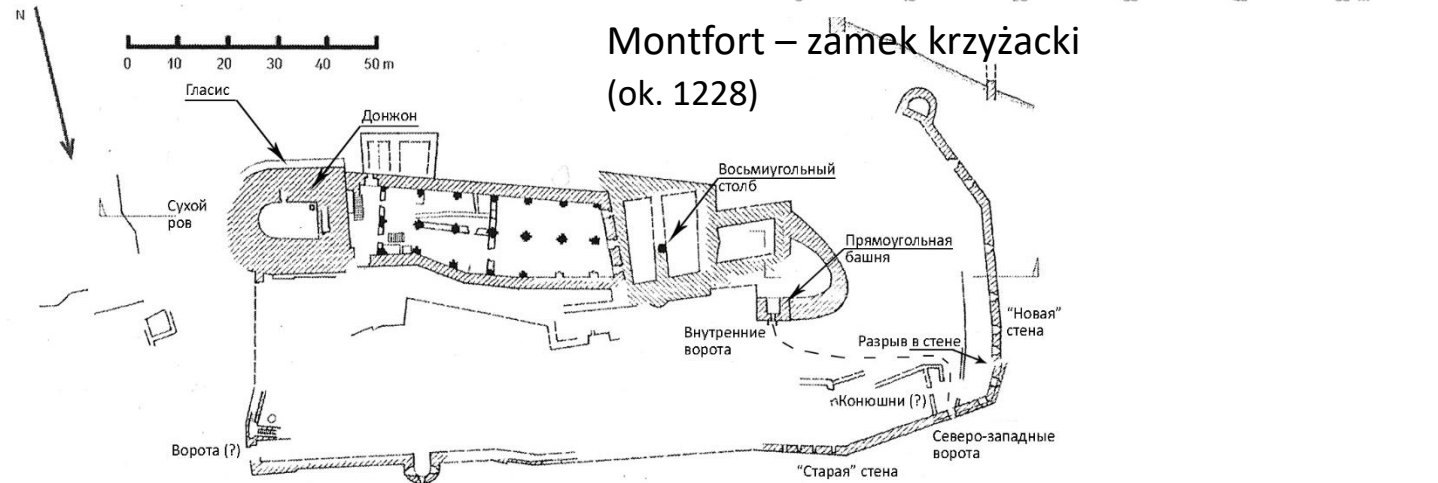 N
Montfort – zamek krzyżacki
(ok. 1228)
0 10 20 30 40 50 m
Гласис
Донжон
Сухой
ров
Восьмиугольный
столб
Прямоугольная
башня
Внутренние
ворота
"Новая"
стена
Разрыв в стене
Конюшни (?)
Ворота (?)
Северо-западные
ворота
"Старая" стена